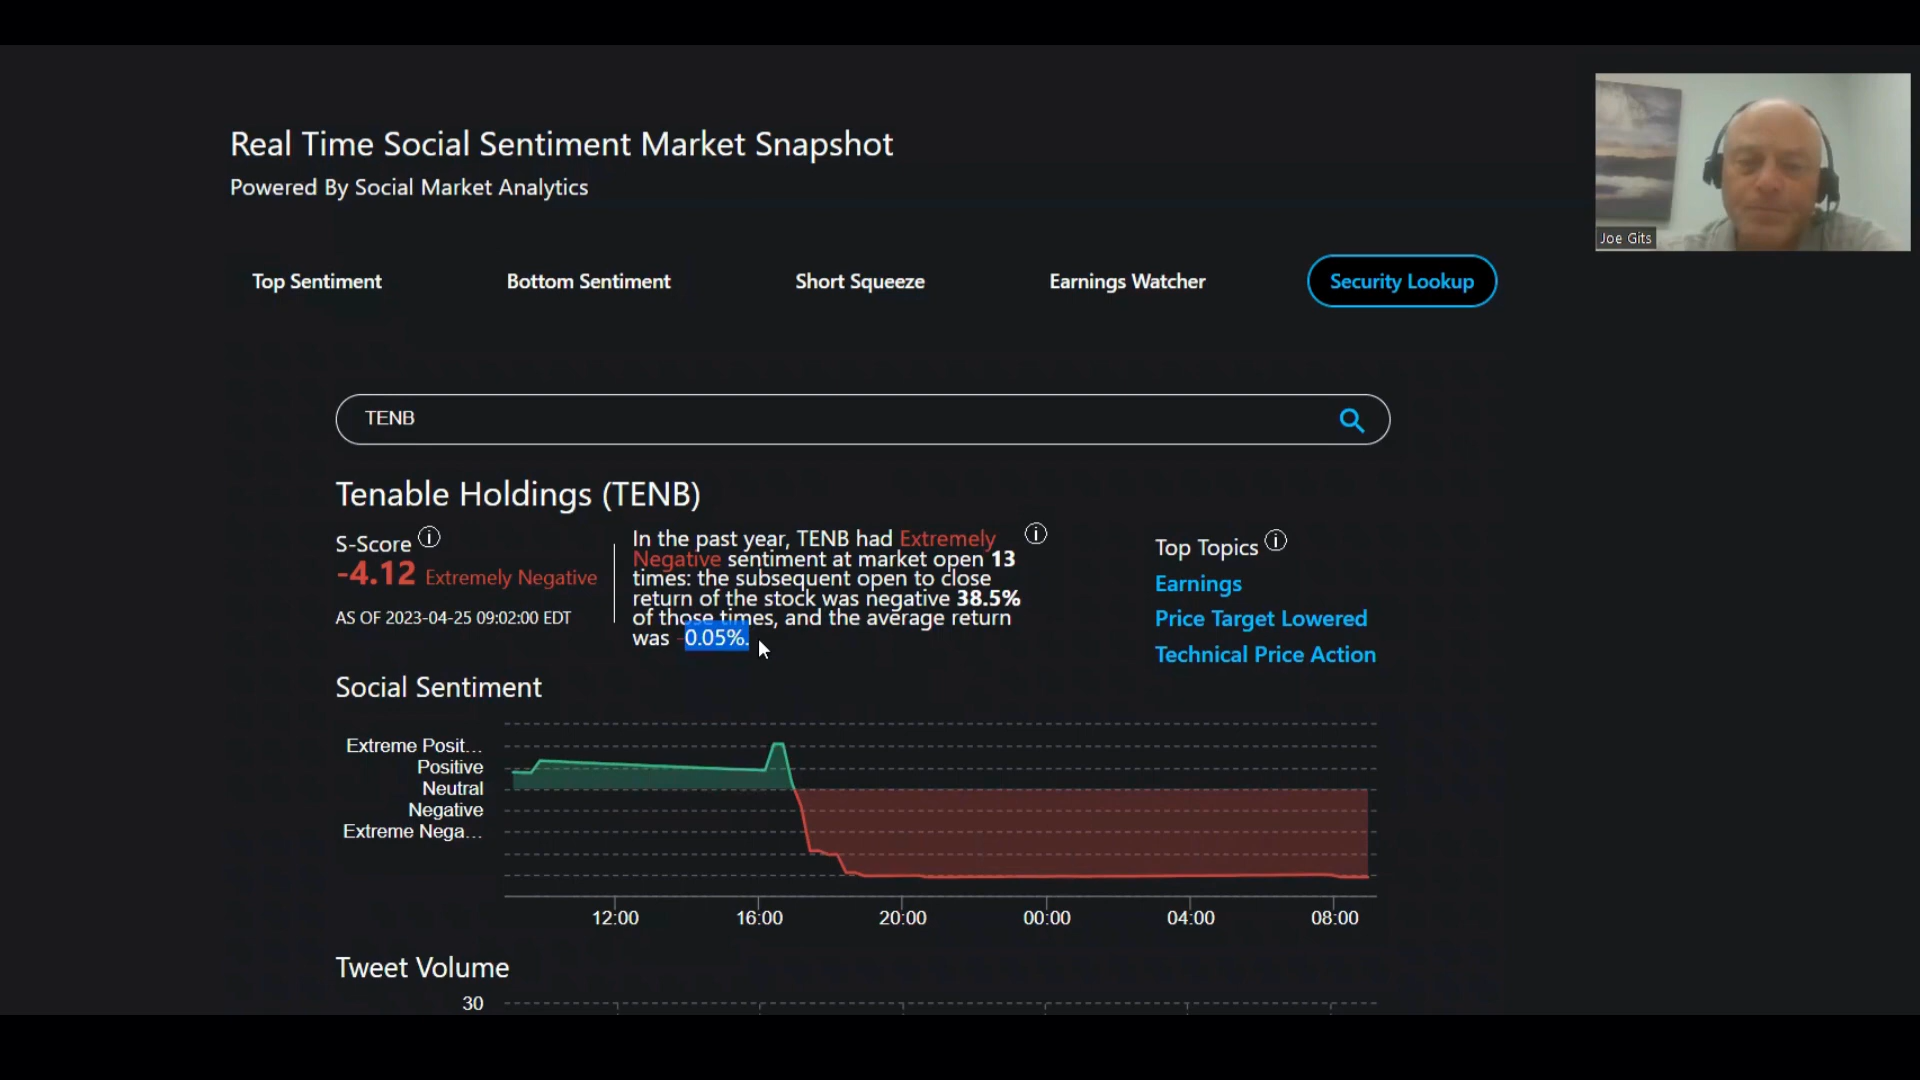 Real Time Social Sentiment Market Snapshot
Powered By Social Market Analytics
Joe Gits
Top Sentiment
Bottom Sentiment
Short Squeeze
Earnings Watcher
Security Lookup
TENB
Tenable Holdings (TENB)
S-Score
-4.12 Extremely Negative
AS OF 2023-04-25 09:02:00 EDT
In the past year, TENB had Extremely
Negative sentiment at market open 13
times: the subsequent open to close
return of the stock was negative 38.5%
of those times, and the average return
was -0.05%.
Top Topics
Earnings
Price Target Lowered
Technical Price Action
Social Sentiment
Extreme Posit...
Positive
Neutral
Negative
Extreme Nega...
12:00
16:00
20:00
00:00
04:00
08:00
Tweet Volume
30